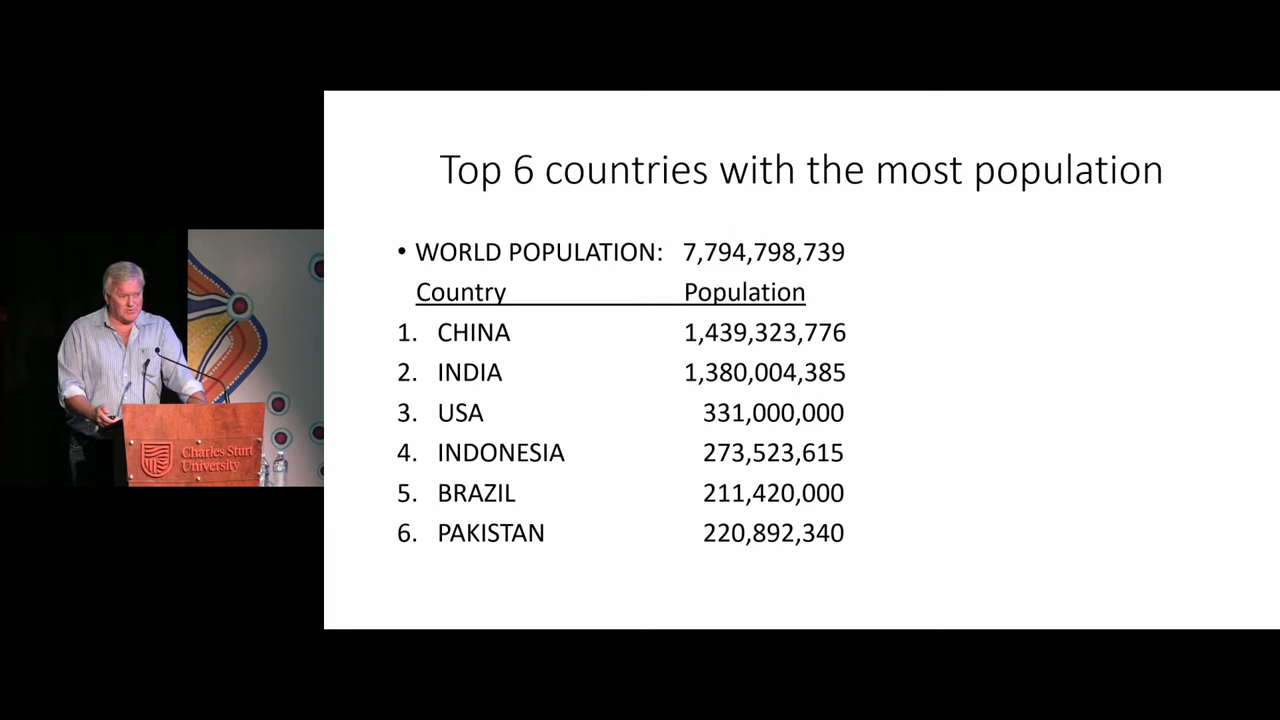 Top 6 countries with the most population
• WORLD POPULATION: 7,794,798,739
Country Population
1. CHINA 1,439,323,776
2. INDIA 1,380,004,385
3. USA 331,000,000
4. INDONESIA 273,523,615
5. BRAZIL 211,420,000
6. PAKISTAN 220,892,340
Charles Sturt
University